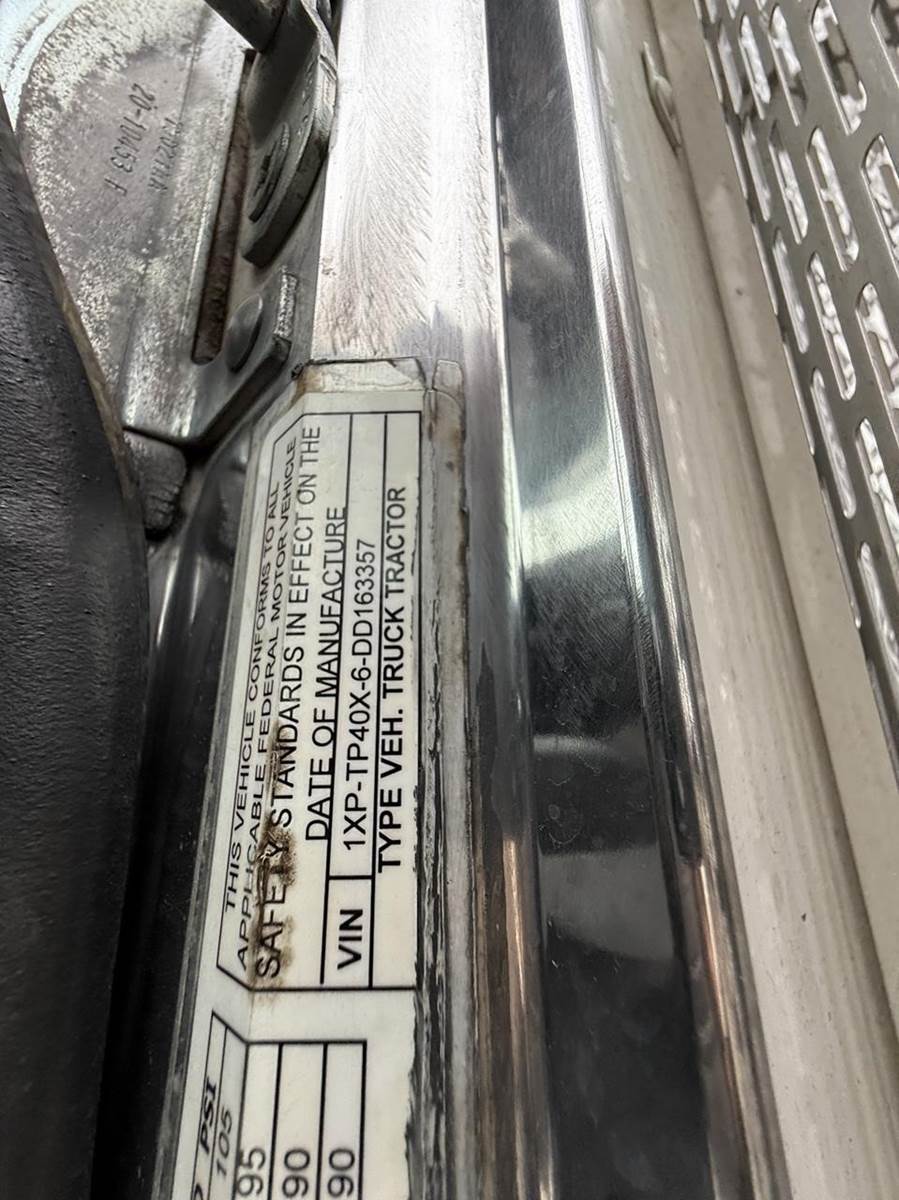 THIS VEHICLE CONFORMS TO ALL
APPLICABLE FEDERAL MOTOR VEHICLE
SAFETY STANDARDS IN EFFECT ON THE
DATE OF MANUFACTURE
VIN 1XP-TP40X-6-DD163357
TYPE VEH. TRUCK TRACTOR
PSI
105
95
90
90
20-10453 F